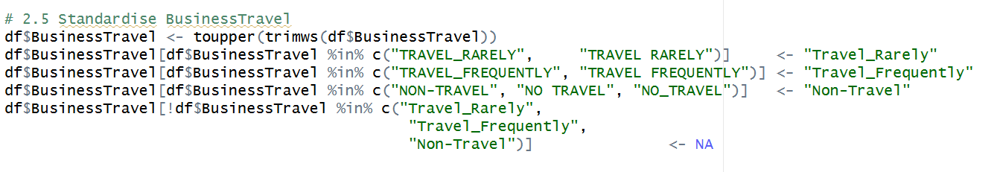 # 2.5 Standardise BusinessTravel
df$BusinessTravel <- toupper(trimws(df$BusinessTravel))
df$BusinessTravel[df$BusinessTravel %in% c("TRAVEL_RARELY",     "TRAVEL RARELY")]     <- "Travel_Rarely"
df$BusinessTravel[df$BusinessTravel %in% c("TRAVEL_FREQUENTLY", "TRAVEL FREQUENTLY")] <- "Travel_Frequently"
df$BusinessTravel[df$BusinessTravel %in% c("NON-TRAVEL", "NO TRAVEL", "NO_TRAVEL")]   <- "Non-Travel"
df$BusinessTravel[!df$BusinessTravel %in% c("Travel_Rarely",
                                            "Travel_Frequently",
                                            "Non-Travel")]               <- NA